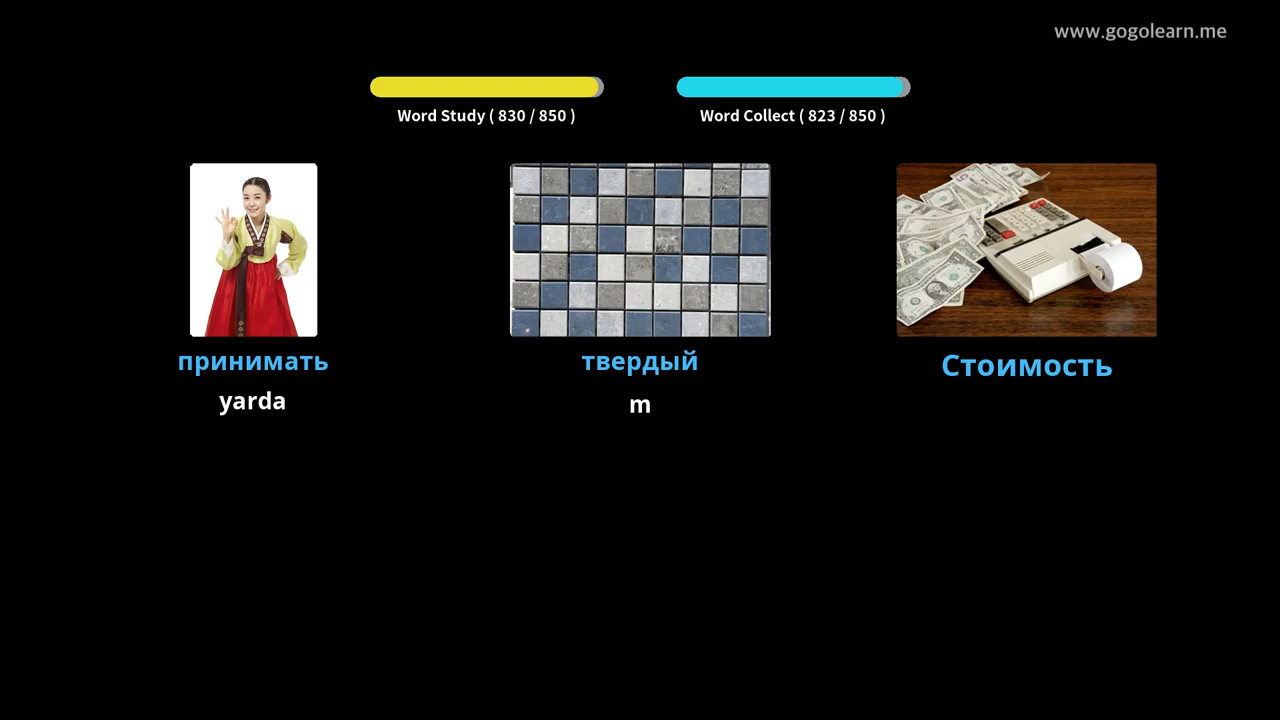 www.gogolearn.me
Word Study ( 830 / 850 )
Word Collect ( 823 / 850 )
принимать
твердый
Стоимость
yarda
m